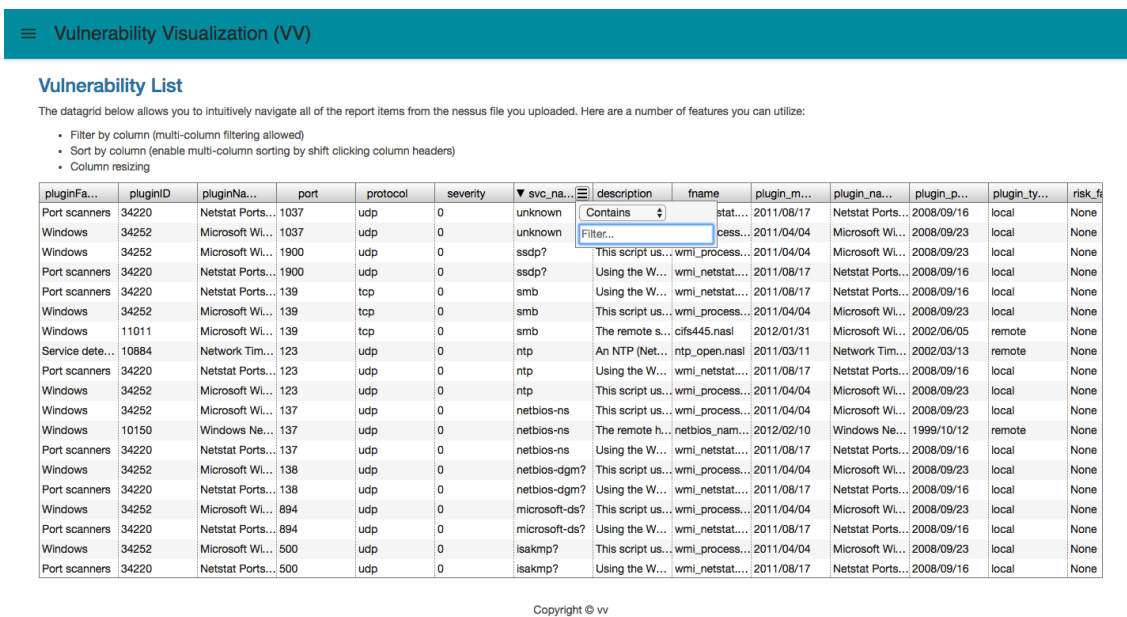 ≡ Vulnerability Visualization (VV)
Vulnerability List
The datagrid below allows you to intuitively navigate all of the report items from the nessus file you uploaded. Here are a number of features you can utilize:
• Filter by column (multi-column filtering allowed)
• Sort by column (enable multi-column sorting by shift clicking column headers)
• Column resizing
pluginFa... pluginID pluginNa... port protocol severity ▼ svc_na... description fname plugin_m... plugin_na... plugin_p... plugin_ty... risk_fa
Port scanners 34220 Netstat Ports... 1037 udp 0 unknown Contains stat.... 2011/08/17 Netstat Ports... 2008/09/16 local None
Windows 34252 Microsoft Wi... 1037 udp 0 unknown Filter... cess... 2011/04/04 Microsoft Wi... 2008/09/23 local None
Windows 34252 Microsoft Wi... 1900 udp 0 ssdp? This script us... wmi_process... 2011/04/04 Microsoft Wi... 2008/09/23 local None
Port scanners 34220 Netstat Ports... 1900 udp 0 ssdp? Using the W... wmi_netstat.... 2011/08/17 Netstat Ports... 2008/09/16 local None
Port scanners 34220 Netstat Ports... 139 tcp 0 smb Using the W... wmi_netstat.... 2011/08/17 Netstat Ports... 2008/09/16 local None
Windows 34252 Microsoft Wi... 139 tcp 0 smb This script us... wmi_process... 2011/04/04 Microsoft Wi... 2008/09/23 local None
Windows 11011 Microsoft Wi... 139 tcp 0 smb The remote s... cifs445.nasl 2012/01/31 Microsoft Wi... 2002/06/05 remote None
Service dete... 10884 Network Tim... 123 udp 0 ntp An NTP (Net... ntp_open.nasl 2011/03/11 Network Tim... 2002/03/13 remote None
Port scanners 34220 Netstat Ports... 123 udp 0 ntp Using the W... wmi_netstat.... 2011/08/17 Netstat Ports... 2008/09/16 local None
Windows 34252 Microsoft Wi... 123 udp 0 ntp This script us... wmi_process... 2011/04/04 Microsoft Wi... 2008/09/23 local None
Windows 34252 Microsoft Wi... 137 udp 0 netbios-ns This script us... wmi_process... 2011/04/04 Microsoft Wi... 2008/09/23 local None
Windows 10150 Windows Ne... 137 udp 0 netbios-ns The remote h... netbios_nam... 2012/02/10 Windows Ne... 1999/10/12 remote None
Port scanners 34220 Netstat Ports... 137 udp 0 netbios-ns Using the W... wmi_netstat.... 2011/08/17 Netstat Ports... 2008/09/16 local None
Windows 34252 Microsoft Wi... 138 udp 0 netbios-dgm? This script us... wmi_process... 2011/04/04 Microsoft Wi... 2008/09/23 local None
Port scanners 34220 Netstat Ports... 138 udp 0 netbios-dgm? Using the W... wmi_netstat.... 2011/08/17 Netstat Ports... 2008/09/16 local None
Windows 34252 Microsoft Wi... 894 udp 0 microsoft-ds? This script us... wmi_process... 2011/04/04 Microsoft Wi... 2008/09/23 local None
Port scanners 34220 Netstat Ports... 894 udp 0 microsoft-ds? Using the W... wmi_netstat.... 2011/08/17 Netstat Ports... 2008/09/16 local None
Windows 34252 Microsoft Wi... 500 udp 0 isakmp? This script us... wmi_process... 2011/04/04 Microsoft Wi... 2008/09/23 local None
Port scanners 34220 Netstat Ports... 500 udp 0 isakmp? Using the W... wmi_netstat.... 2011/08/17 Netstat Ports... 2008/09/16 local None
Copyright © vv